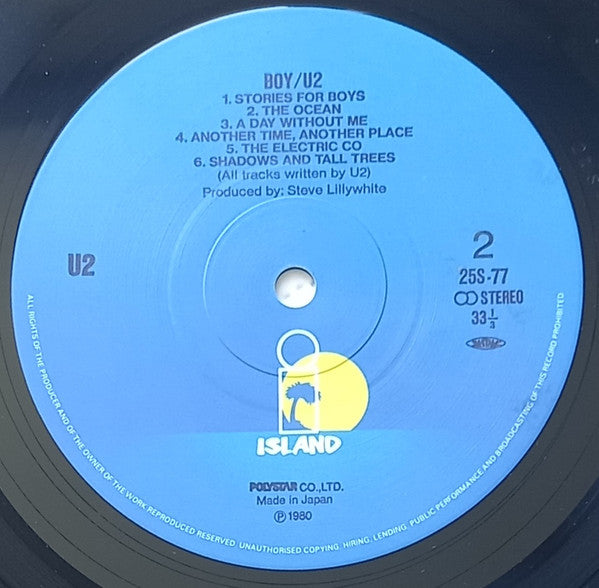 BOY/U2
1. STORIES FOR BOYS
2. THE OCEAN
3. A DAY WITHOUT ME
4. ANOTHER TIME, ANOTHER PLACE
5. THE ELECTRIC CO
6. SHADOWS AND TALL TREES
(All tracks written by U2)
Produced by: Steve Lillywhite
U2
2
25S-77
STEREO
33 1/3
ISLAND
POLYSTAR CO.,LTD.
Made in Japan
Ⓟ1980
ALL RIGHTS OF THE PRODUCER AND OF THE OWNER OF THE WORK REPRODUCED RESERVED. UNAUTHORISED COPYING, HIRING, LENDING, PUBLIC PERFORMANCE AND BROADCASTING OF THIS RECORD PROHIBITED